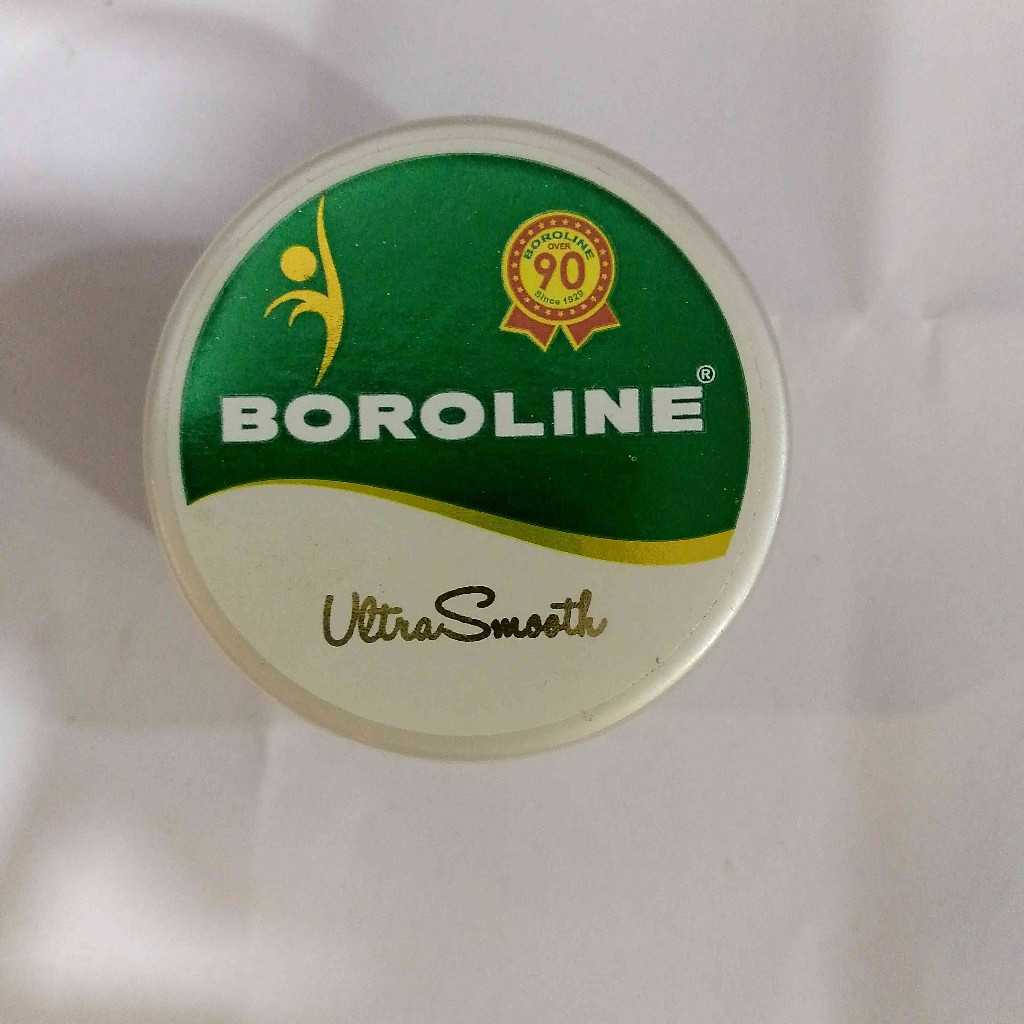 BOROLINE
OVER
90
Since 1929
BOROLINE®
UltraSmooth